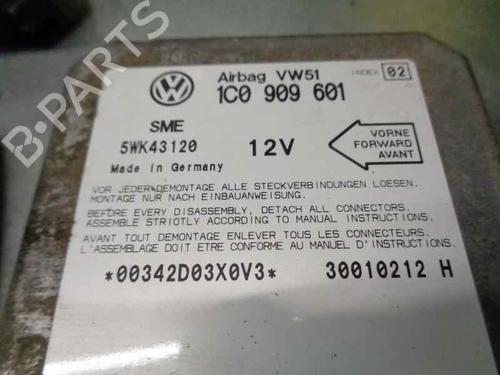 Airbag VW51 INDEX 02
1C0 909 601
SME
5WK43120 12V
Made in Germany
VORNE
FORWARD
AVANT
VOR JEDER DEMONTAGE ALLE STECKVERBINDUNGEN LOESEN.
MONTAGE NUR NACH EINBAUANWEISUNG.
BEFORE EVERY DISASSEMBLY, DETACH ALL CONNECTORS.
ASSEMBLE STRICTLY ACCORDING TO MANUAL INSTRUCTIONS.
AVANT TOUT DEMONTAGE ENLEVER TOUS LES CONNECTEURS.
L'ASSEMBLAGE DOIT ETRE CONFORME AU MANUEL D'INSTRUCTIONS.
*00342D03X0V3* 30010212 H
B-PARTS